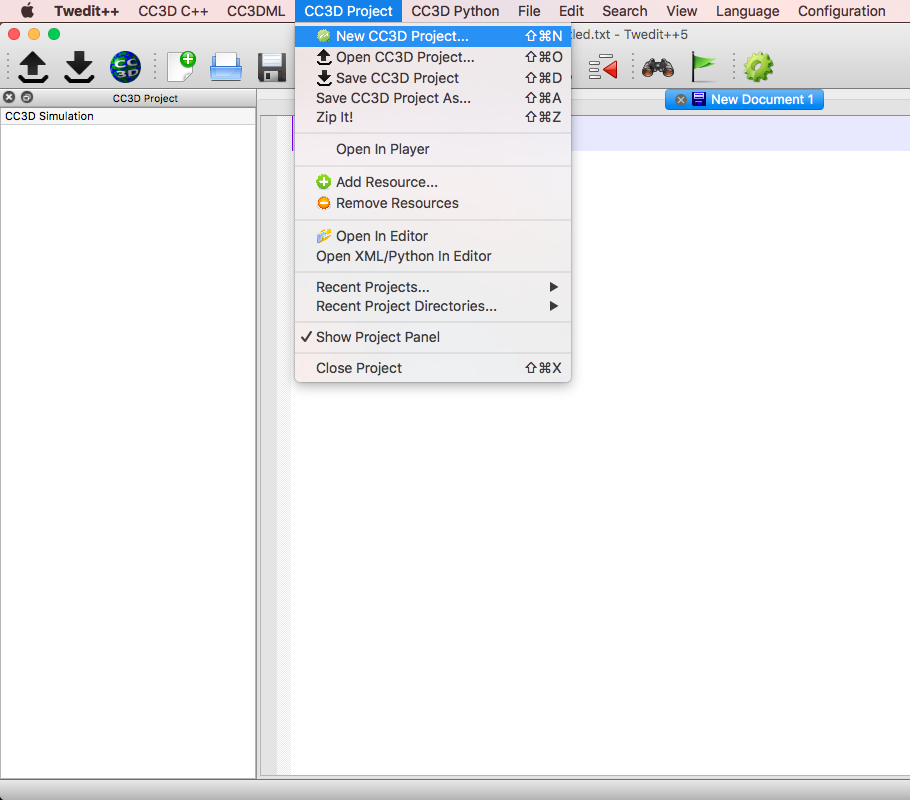 Twedit++ CC3D C++ CC3DML CC3D Project CC3D Python File Edit Search View Language Configuration
led.txt - Twedit++5
New CC3D Project... ⇧⌘N
Open CC3D Project... ⇧⌘O
Save CC3D Project ⇧⌘D
Save CC3D Project As... ⇧⌘A
Zip It! ⇧⌘Z
Open In Player
Add Resource...
Remove Resources
Open In Editor
Open XML/Python In Editor
Recent Projects...
Recent Project Directories...
Show Project Panel
Close Project ⇧⌘X
CC
3D
CC3D Project
New Document 1
CC3D Simulation